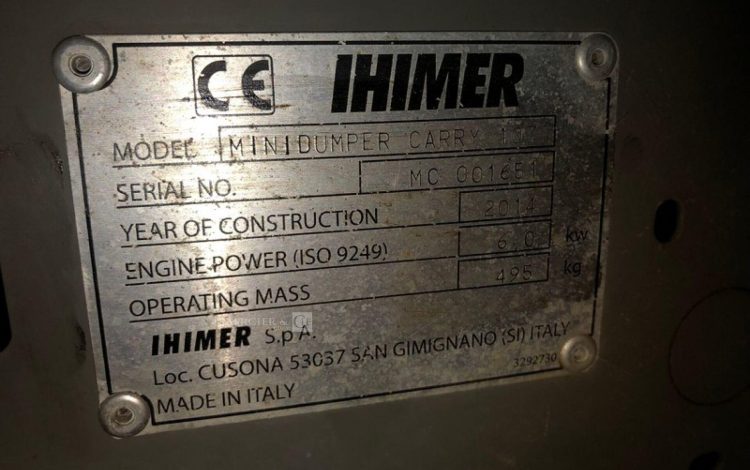 CE IHIMER
MODEL MINIDUMPER CARRY
SERIAL NO. MC 001651
YEAR OF CONSTRUCTION 2014
ENGINE POWER (ISO 9249) 6,0 kw
OPERATING MASS 495 kg
IHIMER S.p.A.
Loc. CUSONA 53037 SAN GIMIGNANO (SI) ITALY
3292730
MADE IN ITALY